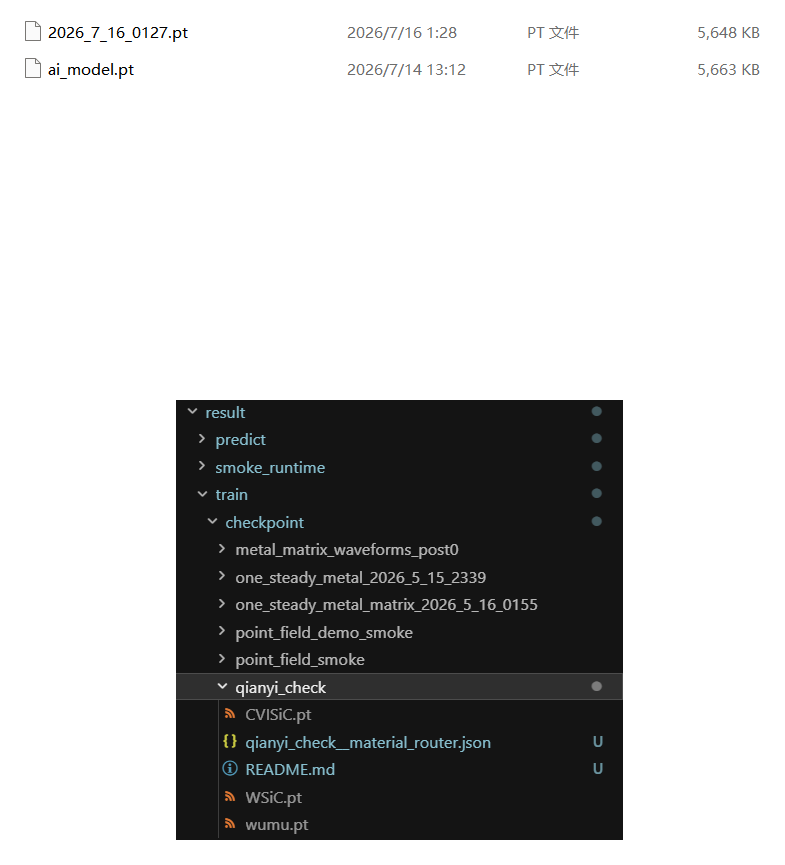 2026_7_16_0127.pt 2026/7/16 1:28 PT 文件 5,648 KB
ai_model.pt 2026/7/14 13:12 PT 文件 5,663 KB
result
predict
smoke_runtime
train
checkpoint
metal_matrix_waveforms_post0
one_steady_metal_2026_5_15_2339
one_steady_metal_matrix_2026_5_16_0155
point_field_demo_smoke
point_field_smoke
qianyi_check
CVISiC.pt
{} qianyi_check__material_router.json U
README.md U
WSiC.pt
wumu.pt